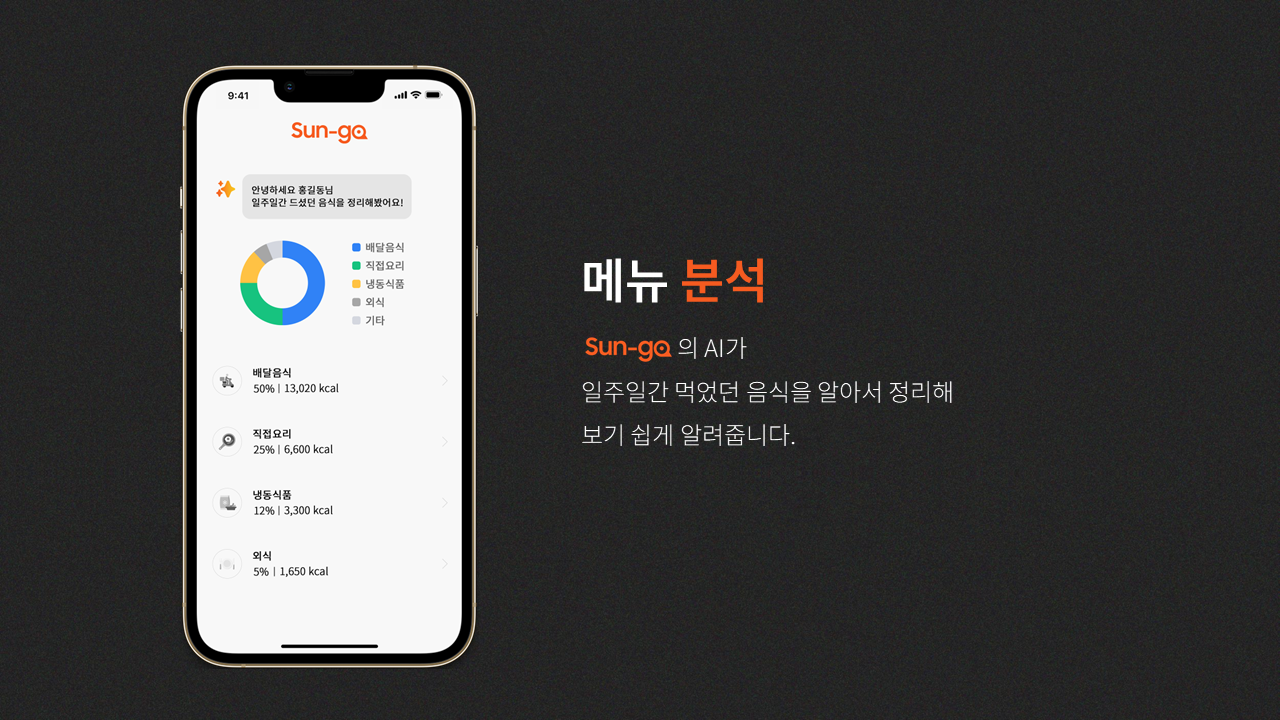 9:41
Sun-go
안녕하세요 홍길동님
일주일간 드셨던 음식을 정리해봤어요!
배달음식
직접요리
냉동식품
외식
기타
배달음식
50% | 13,020 kcal
직접요리
25% | 6,600 kcal
냉동식품
12% | 3,300 kcal
외식
5% | 1,650 kcal
메뉴 분석
Sun-go 의 AI가
일주일간 먹었던 음식을 알아서 정리해
보기 쉽게 알려줍니다.